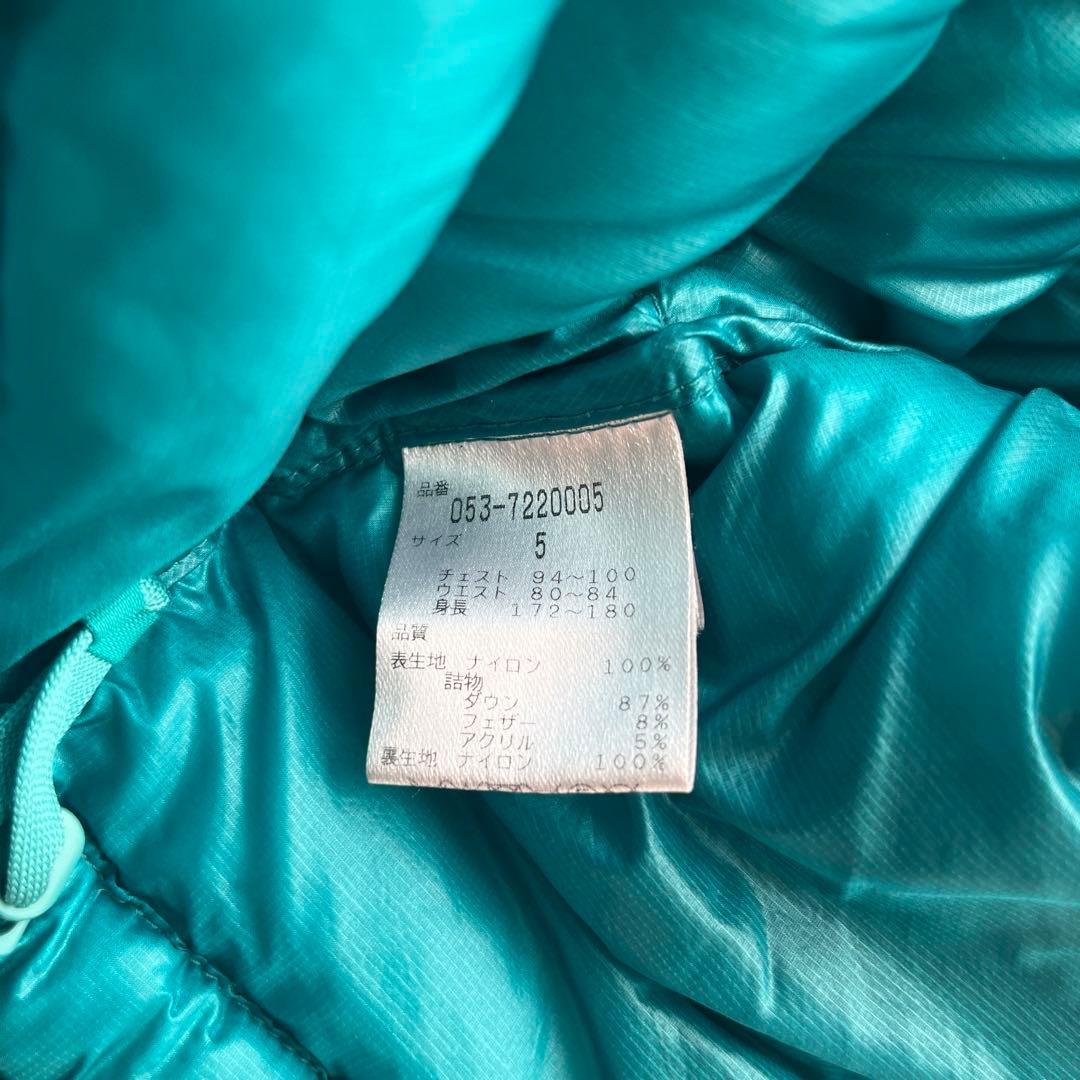 品番
053-7220005
サイズ 5
チェスト 94～100
ウエスト 80～84
身長 172～180
品質
表生地 ナイロン 100%
詰物
ダウン 87%
フェザー 8%
アクリル 5%
裏生地 ナイロン 100%